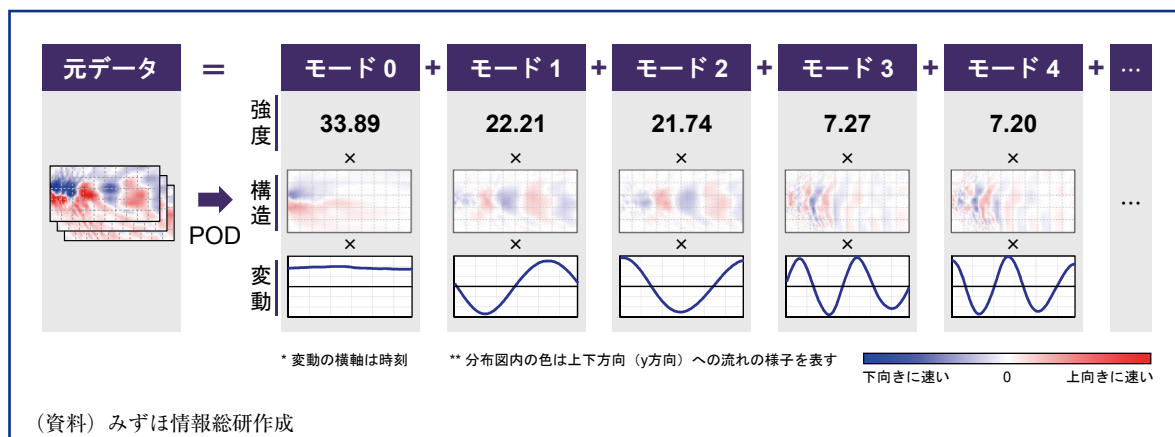 元データ = モード 0 + モード 1 + モード 2 + モード 3 + モード 4 + …
強度 33.89 22.21 21.74 7.27 7.20
× × × × ×
POD 構造 …
× × × × ×
変動
* 変動の横軸は時刻 ** 分布図内の色は上下方向（y方向）への流れの様子を表す
下向きに速い 0 上向きに速い
（資料）みずほ情報総研作成